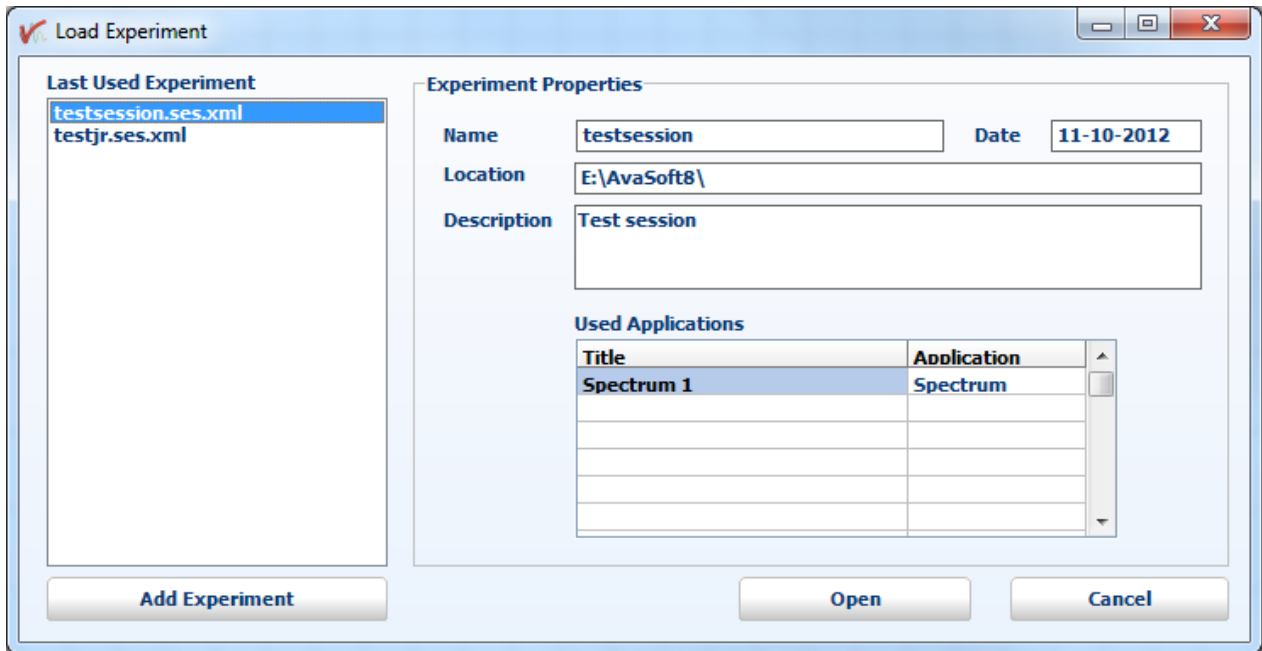 Load Experiment
Last Used Experiment
testsession.ses.xml
testjr.ses.xml
Experiment Properties
Name testsession Date 11-10-2012
Location E:\AvaSoft8\
Description Test session
Used Applications
Title Application
Spectrum 1 Spectrum
Add Experiment Open Cancel